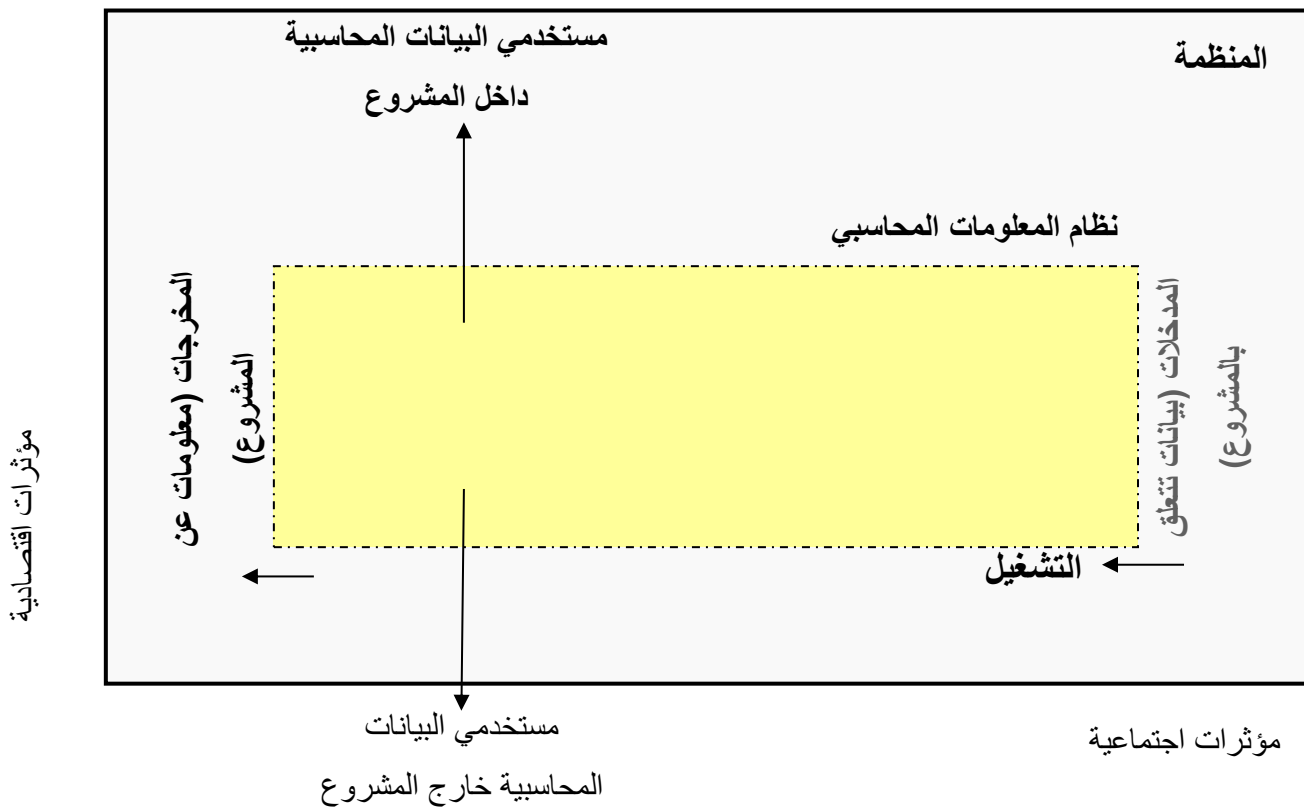 مستخدمي البيانات المحاسبية
داخل المشروع
المنظمة
نظام المعلومات المحاسبي
المدخلات (بيانات تتعلق
بالمشروع)
المخرجات (معلومات عن
المشروع)
التشغيل
مؤثرات اقتصادية
مستخدمي البيانات
المحاسبية خارج المشروع
مؤثرات اجتماعية